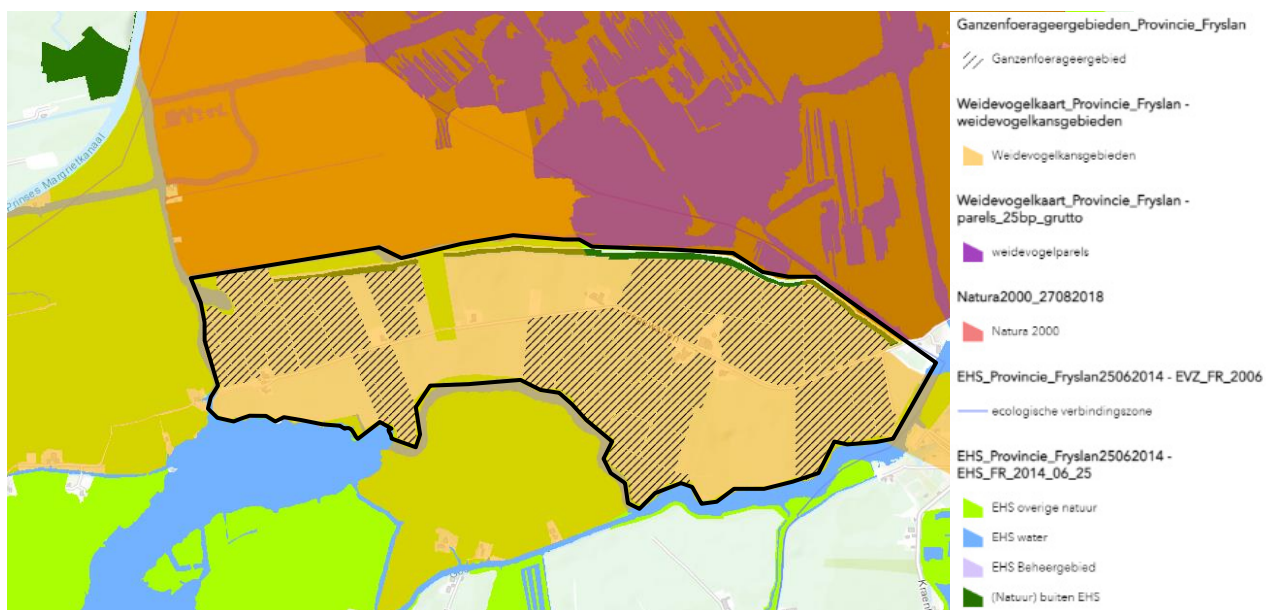 Prinses Margrietkanaal
Ganzenfoerageergebieden_Provincie_Fryslan
Ganzenfoerageergebied
Weidevogelkaart_Provincie_Fryslan -
weidevogelkansgebieden
Weidevogelkansgebieden
Weidevogelkaart_Provincie_Fryslan -
parels_25bp_grutto
weidevogelparels
Natura2000_27082018
Natura 2000
EHS_Provincie_Fryslan25062014 - EVZ_FR_2006
ecologische verbindingszone
EHS_Provincie_Fryslan25062014 -
EHS_FR_2014_06_25
EHS overige natuur
EHS water
EHS Beheergebied
(Natuur) buiten EHS